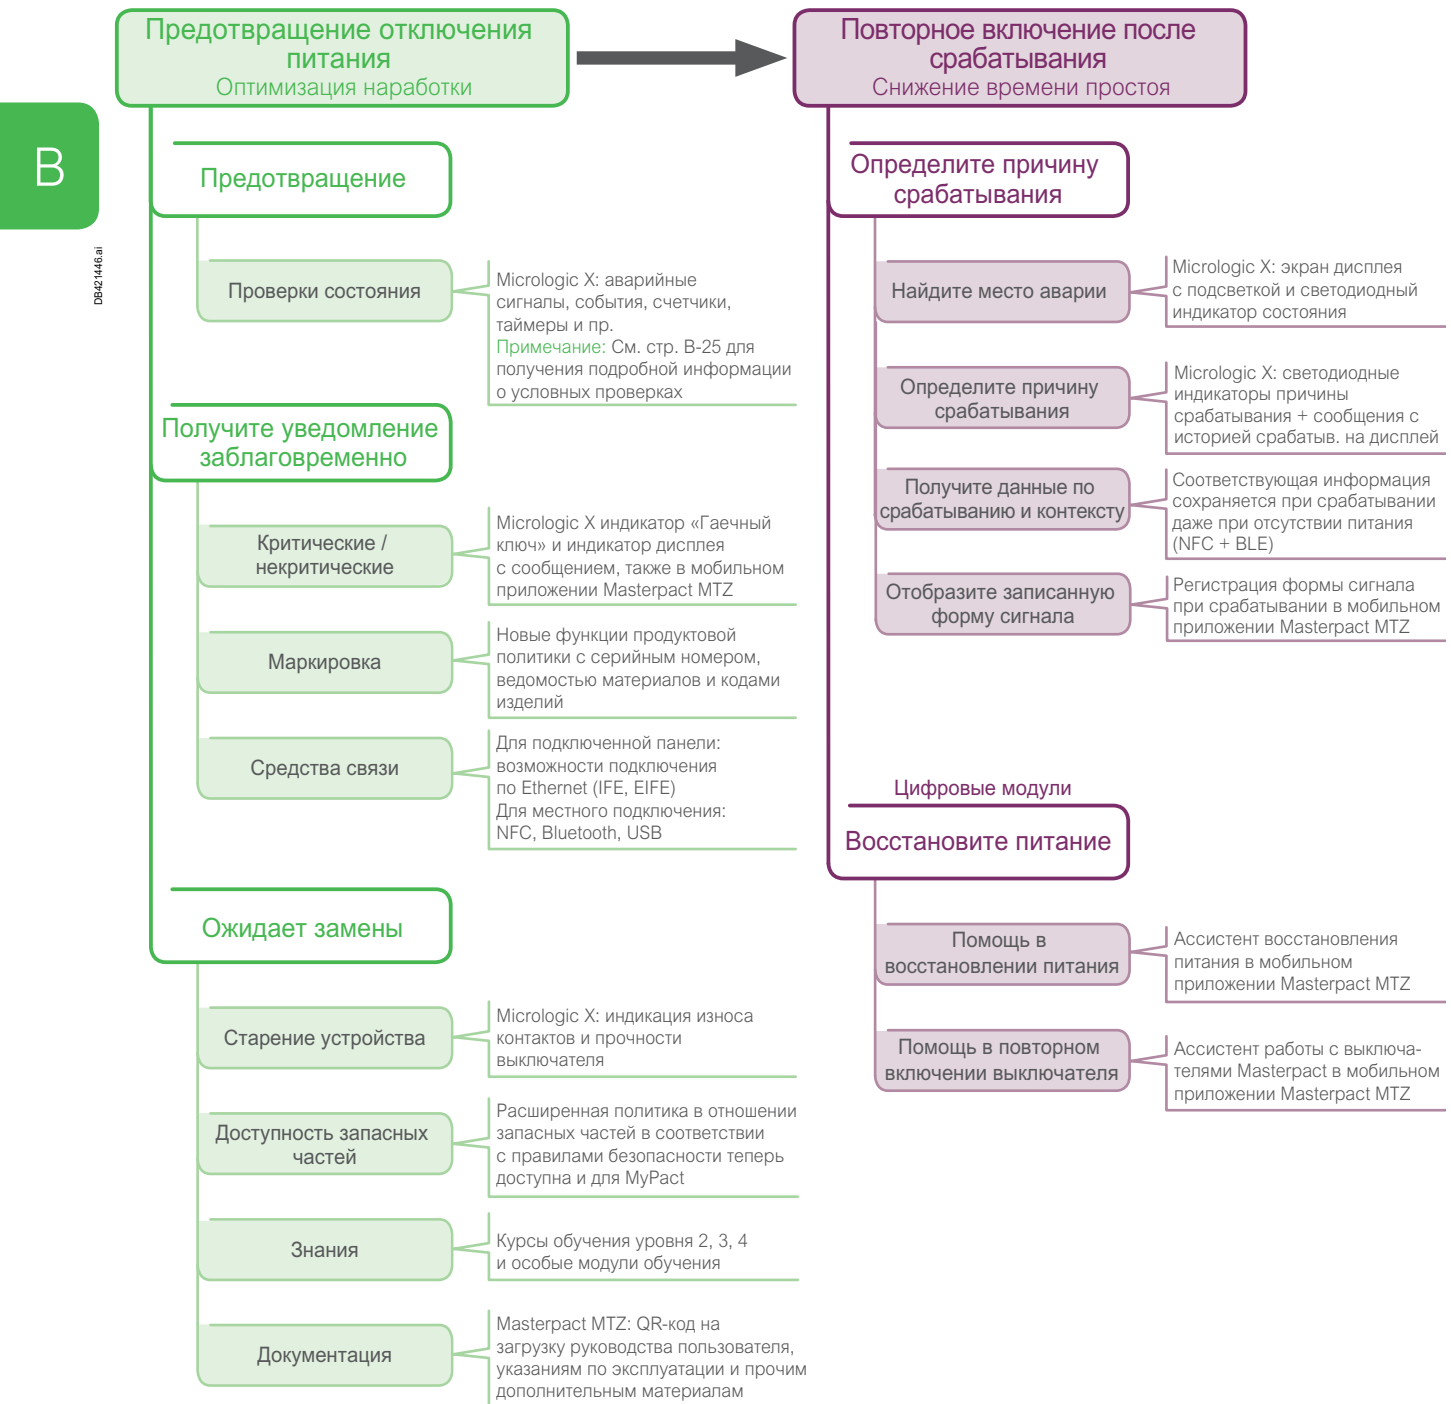 Предотвращение отключения
питания
Оптимизация наработки
Повторное включение после
срабатывания
Снижение времени простоя
B
DB421446.ai
Предотвращение
Проверки состояния
Micrologic X: аварийные
сигналы, события, счетчики,
таймеры и пр.
Примечание: См. стр. B-25 для
получения подробной информации
о условных проверках
Получите уведомление
заблаговременно
Критические /
некритические
Micrologic X индикатор «Гаечный
ключ» и индикатор дисплея
с сообщением, также в мобильном
приложении Masterpact MTZ
Маркировка
Новые функции продуктовой
политики с серийным номером,
ведомостью материалов и кодами
изделий
Средства связи
Для подключенной панели:
возможности подключения
по Ethernet (IFE, EIFE)
Для местного подключения:
NFC, Bluetooth, USB
Ожидает замены
Старение устройства
Micrologic X: индикация износа
контактов и прочности
выключателя
Доступность запасных
частей
Расширенная политика в отношении
запасных частей в соответствии
с правилами безопасности теперь
доступна и для MyPact
Знания
Курсы обучения уровня 2, 3, 4
и особые модули обучения
Документация
Masterpact MTZ: QR-код на
загрузку руководства пользователя,
указаниям по эксплуатации и прочим
дополнительным материалам
Определите причину
срабатывания
Найдите место аварии
Micrologic X: экран дисплея
с подсветкой и светодиодный
индикатор состояния
Определите причину
срабатывания
Micrologic X: светодиодные
индикаторы причины
срабатывания + сообщения с
историей срабатыв. на дисплей
Получите данные по
срабатыванию и контексту
Соответствующая информация
сохраняется при срабатывании
даже при отсутствии питания
(NFC + BLE)
Отобразите записанную
форму сигнала
Регистрация формы сигнала
при срабатывании в мобильном
приложении Masterpact MTZ
Цифровые модули
Восстановите питание
Помощь в
восстановлении питания
Ассистент восстановления
питания в мобильном
приложении Masterpact MTZ
Помощь в повторном
включении выключателя
Ассистент работы с выключа-
телями Masterpact в мобильном
приложении Masterpact MTZ